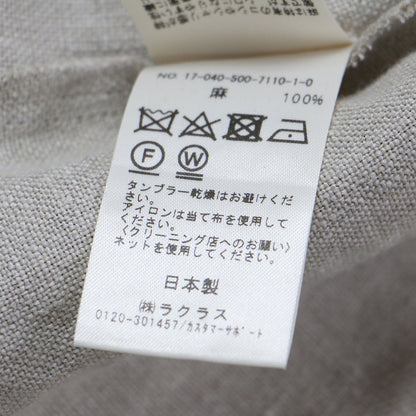 NO. 17-040-500-7110-1-0
麻 100%
F W
タンブラー乾燥はお避けくだ
さい。
アイロンは当て布を使用して
ください。
〈クリーニング店へのお願い〉
ネットを使用してください。
日本製
㈱ラクラス
0120-301457/カスタマーサポート